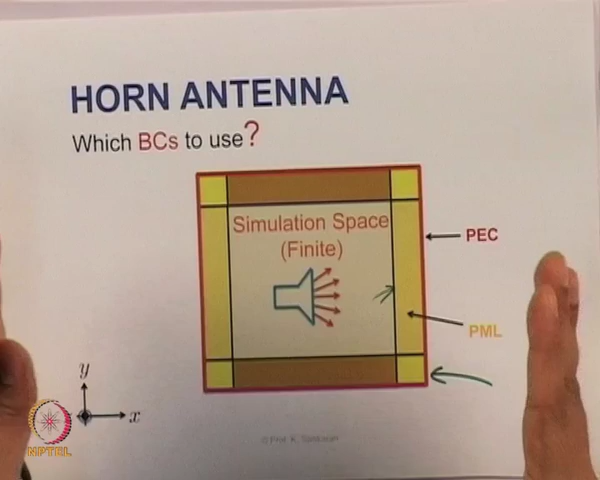 HORN ANTENNA
Which BCs to use?
Simulation Space
(Finite)
PEC
PML
y
x
NPTEL